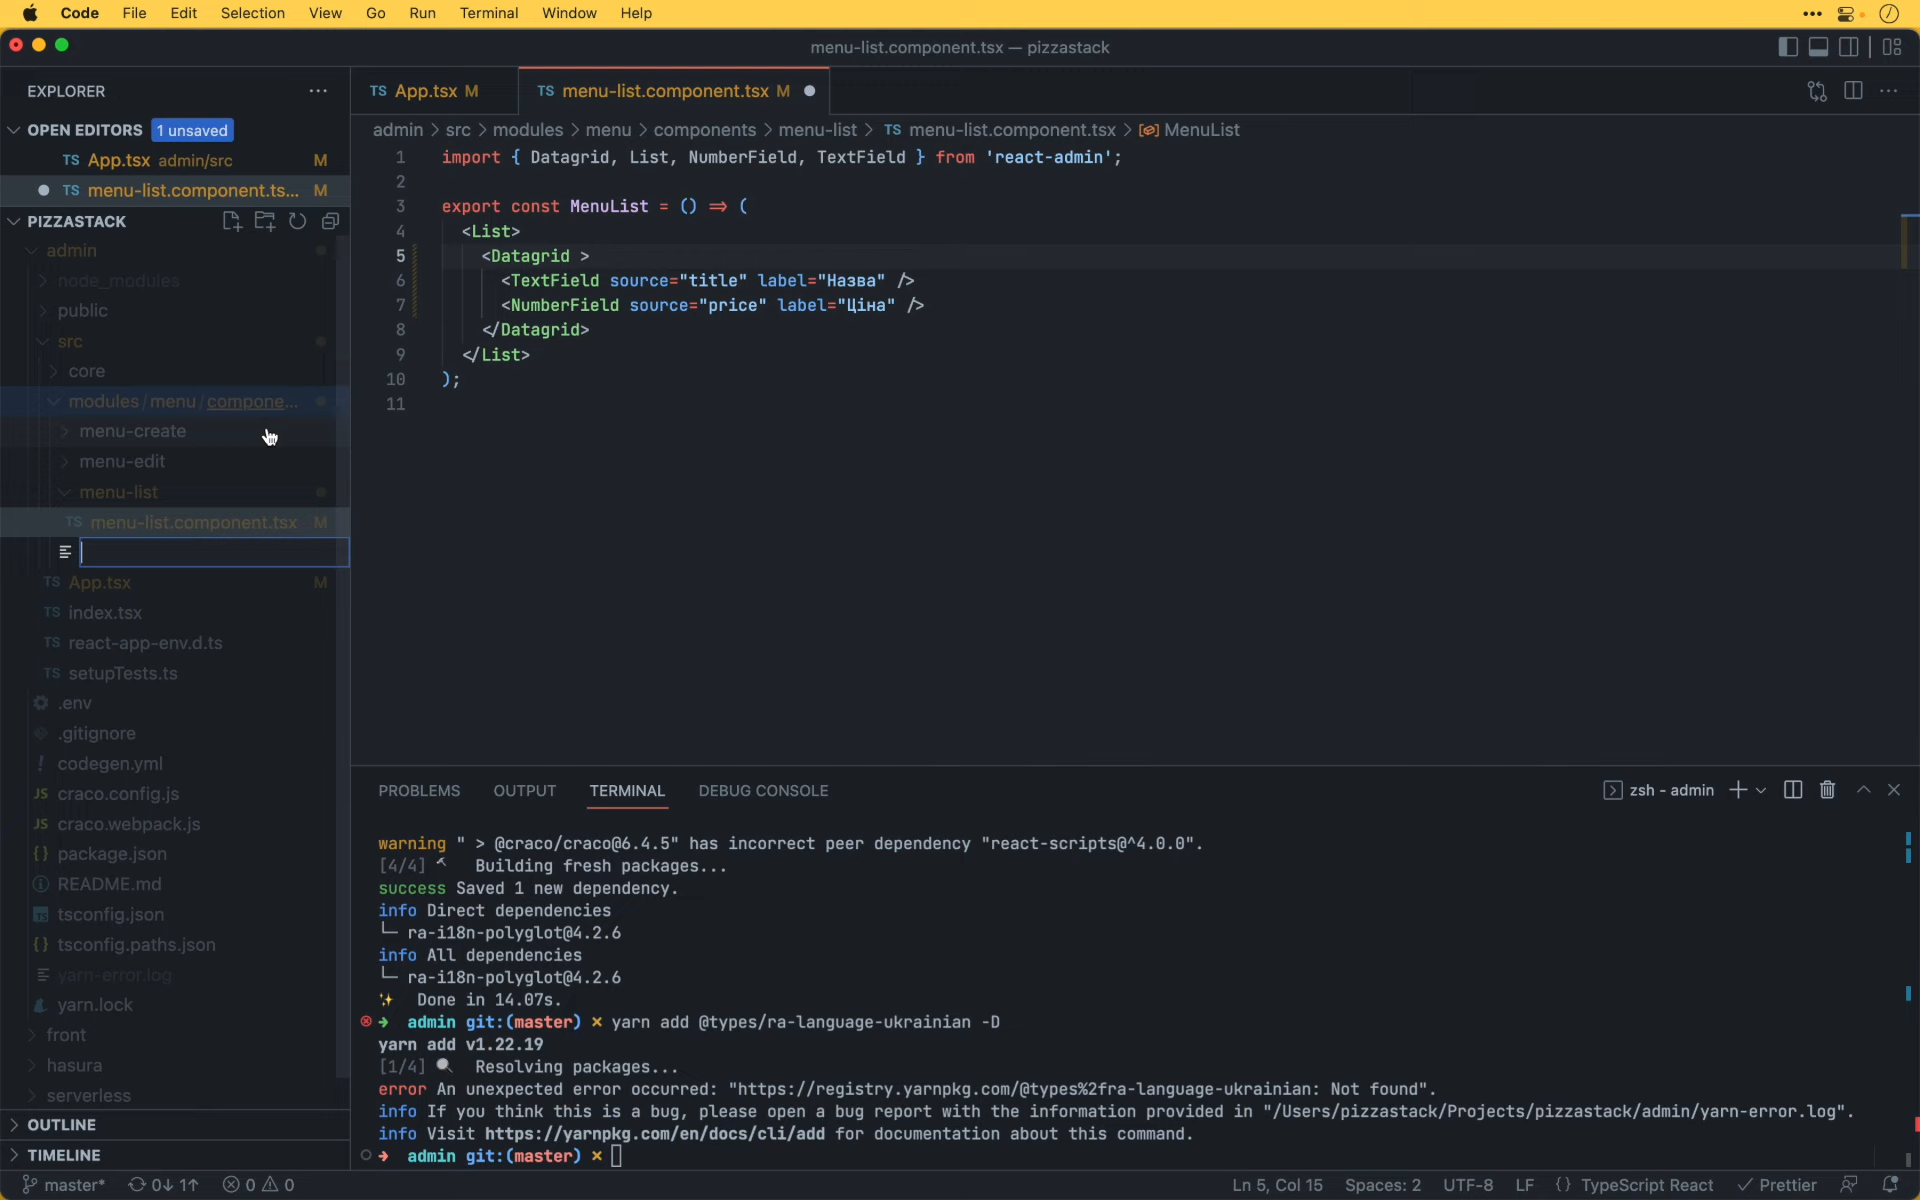 Code File Edit Selection View Go Run Terminal Window Help
menu-list.component.tsx — pizzastack
EXPLORER
OPEN EDITORS 1 unsaved
TS App.tsx admin/src M
TS menu-list.component.ts... M
PIZZASTACK
admin
node_modules
public
src
core
modules / menu / compone...
menu-create
menu-edit
menu-list
TS menu-list.component.tsx M
TS App.tsx M
TS index.tsx
TS react-app-env.d.ts
TS setupTests.ts
.env
.gitignore
! codegen.yml
JS craco.config.js
JS craco.webpack.js
{} package.json
README.md
TS tsconfig.json
{} tsconfig.paths.json
yarn-error.log
yarn.lock
front
hasura
serverless
OUTLINE
TIMELINE
TS App.tsx M TS menu-list.component.tsx M
admin > src > modules > menu > components > menu-list > TS menu-list.component.tsx > MenuList
1 import { Datagrid, List, NumberField, TextField } from 'react-admin';
2
3 export const MenuList = () => (
4 <List>
5 <Datagrid >
6 <TextField source="title" label="Назва" />
7 <NumberField source="price" label="Ціна" />
8 </Datagrid>
9 </List>
10 );
11
PROBLEMS OUTPUT TERMINAL DEBUG CONSOLE zsh - admin
warning " > @craco/craco@6.4.5" has incorrect peer dependency "react-scripts@^4.0.0".
[4/4] Building fresh packages...
success Saved 1 new dependency.
info Direct dependencies
└─ ra-i18n-polyglot@4.2.6
info All dependencies
└─ ra-i18n-polyglot@4.2.6
✨ Done in 14.07s.
➜ admin git:(master) × yarn add @types/ra-language-ukrainian -D
yarn add v1.22.19
[1/4] 🔍 Resolving packages...
error An unexpected error occurred: "https://registry.yarnpkg.com/@types%2fra-language-ukrainian: Not found".
info If you think this is a bug, please open a bug report with the information provided in "/Users/pizzastack/Projects/pizzastack/admin/yarn-error.log".
info Visit https://yarnpkg.com/en/docs/cli/add for documentation about this command.
➜ admin git:(master) ×
master* 0↓ 1↑ 0 0 Ln 5, Col 15 Spaces: 2 UTF-8 LF {} TypeScript React ✓ Prettier